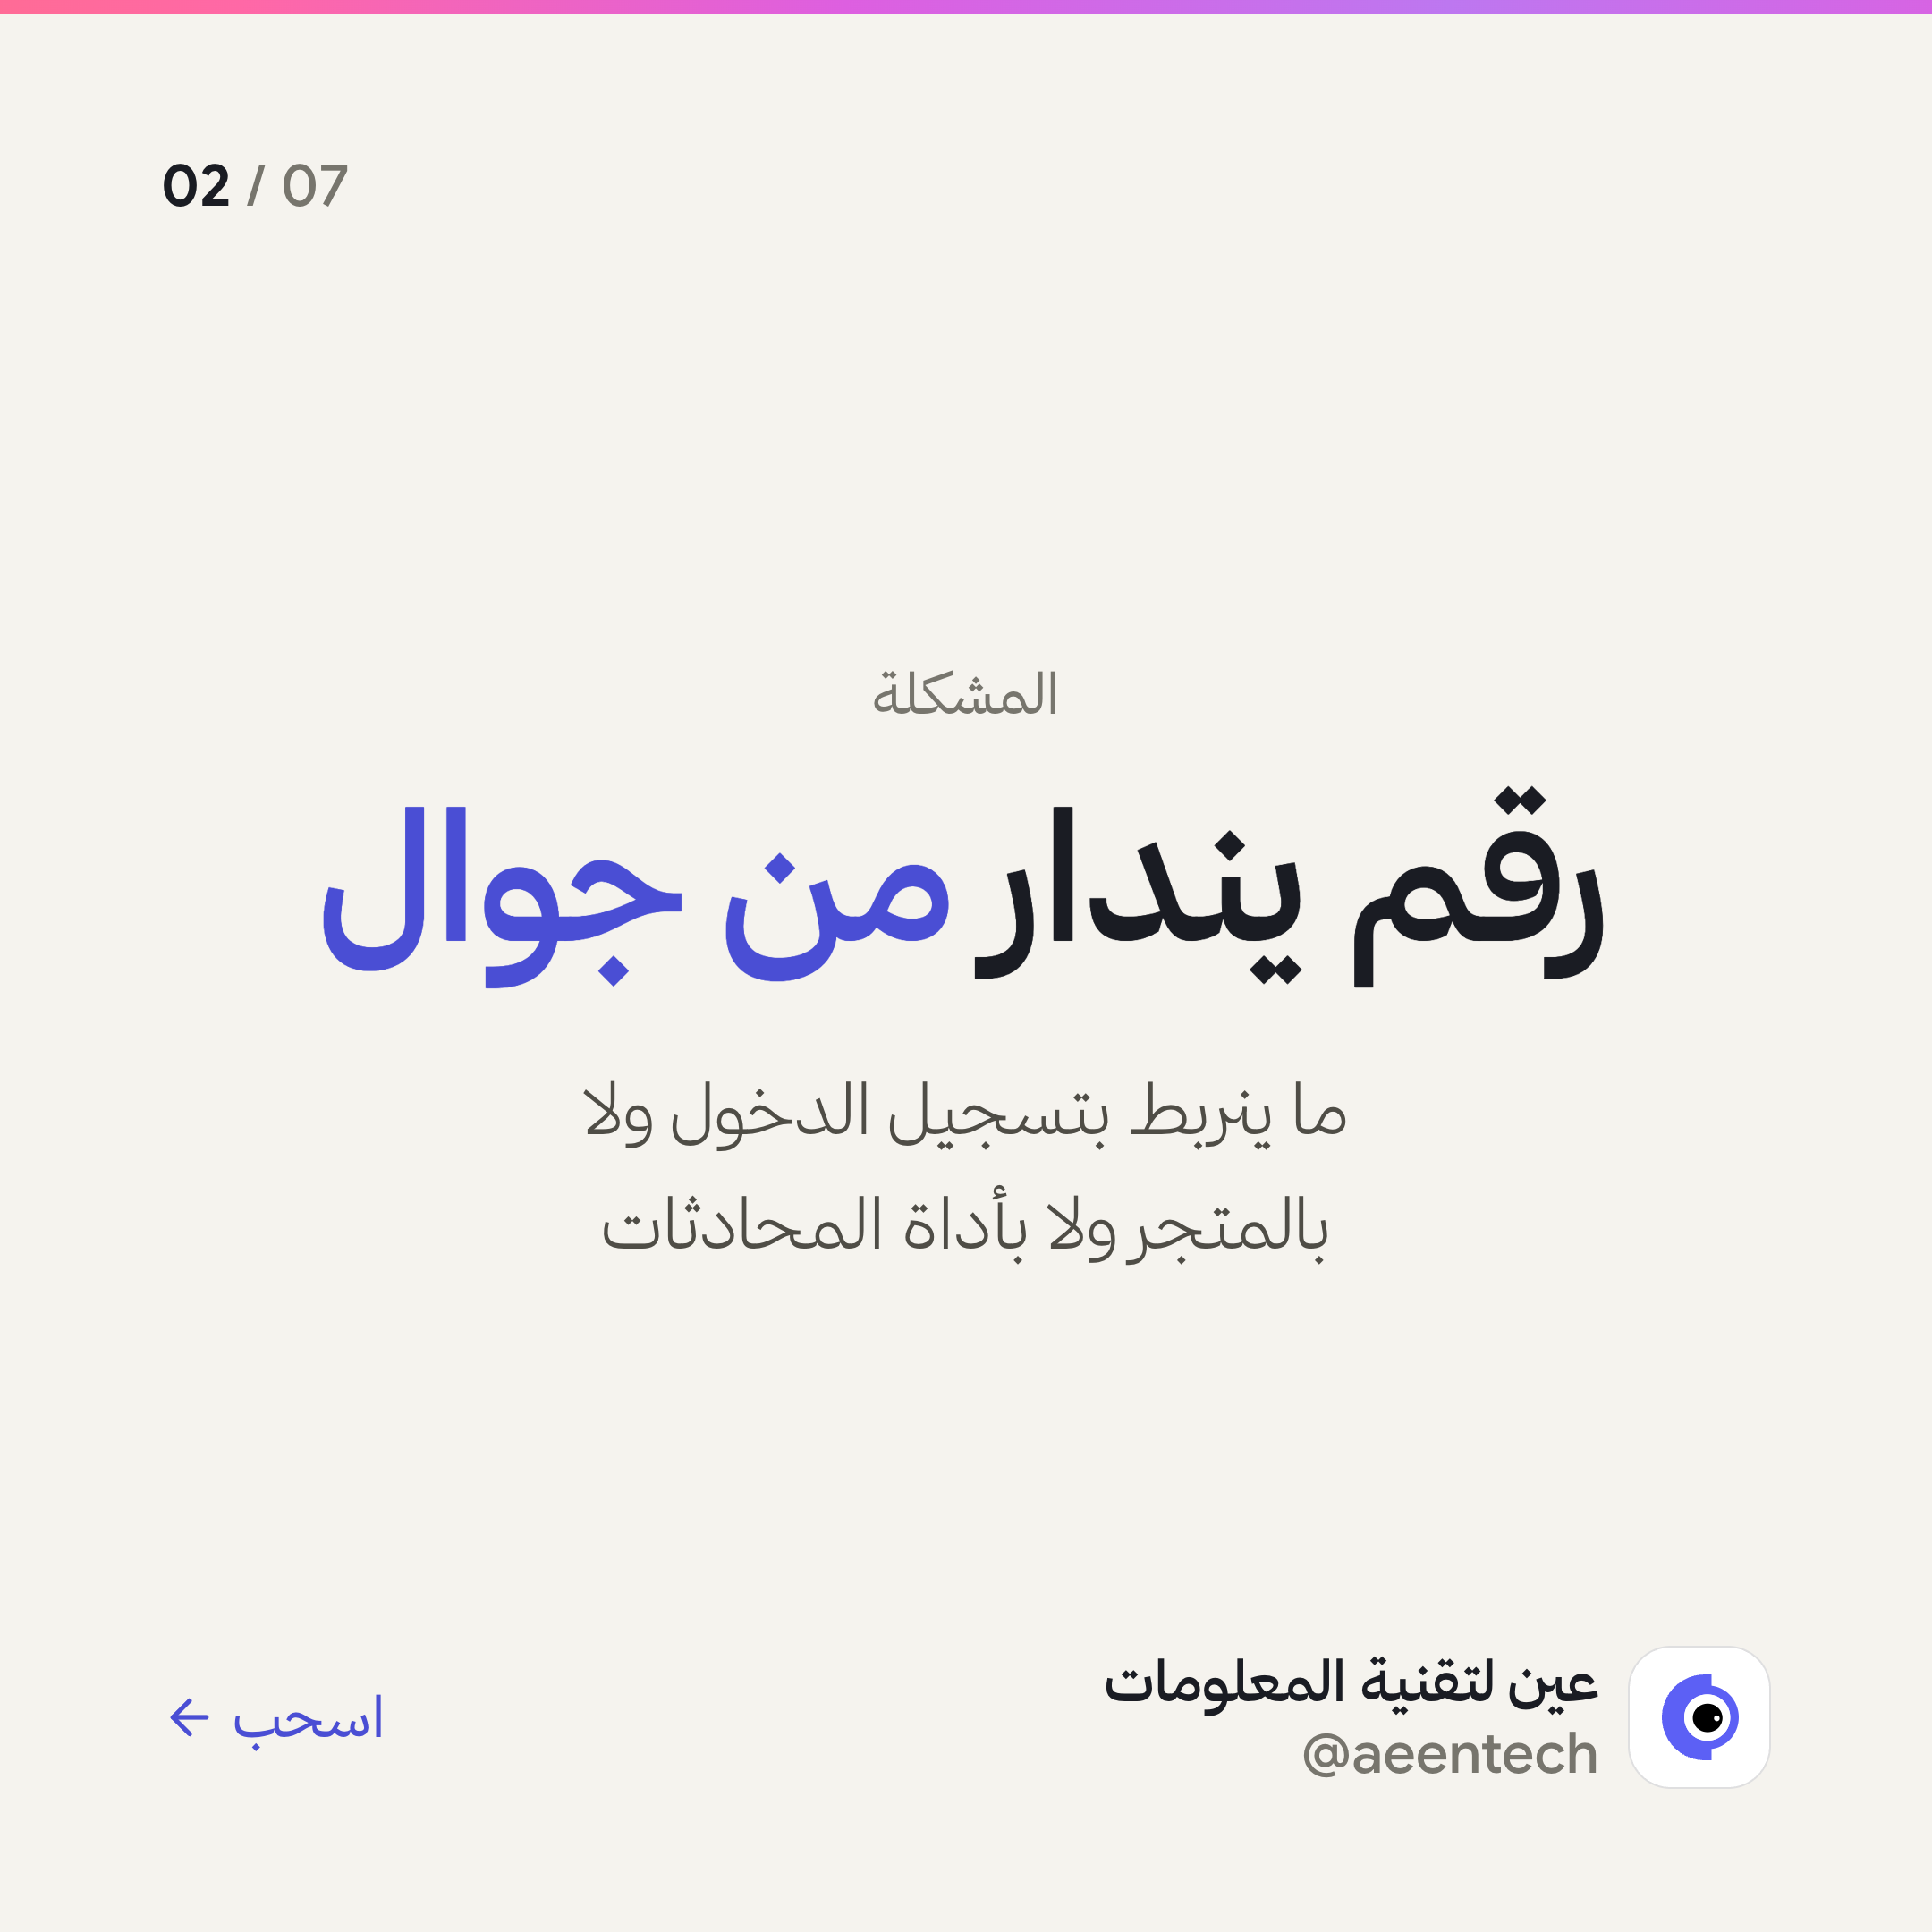 02 / 07
المشكلة
رقم يندار من جوال
ما ينربط بتسجيل الدخول ولا
بالمتجر ولا بأداة المحادثات
عين لتقنية المعلومات
@aeentech
اسحب ←